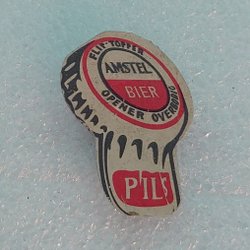 FLIP-TOPPER
AMSTEL
BIER
OPENER OVERBODIG
PILS